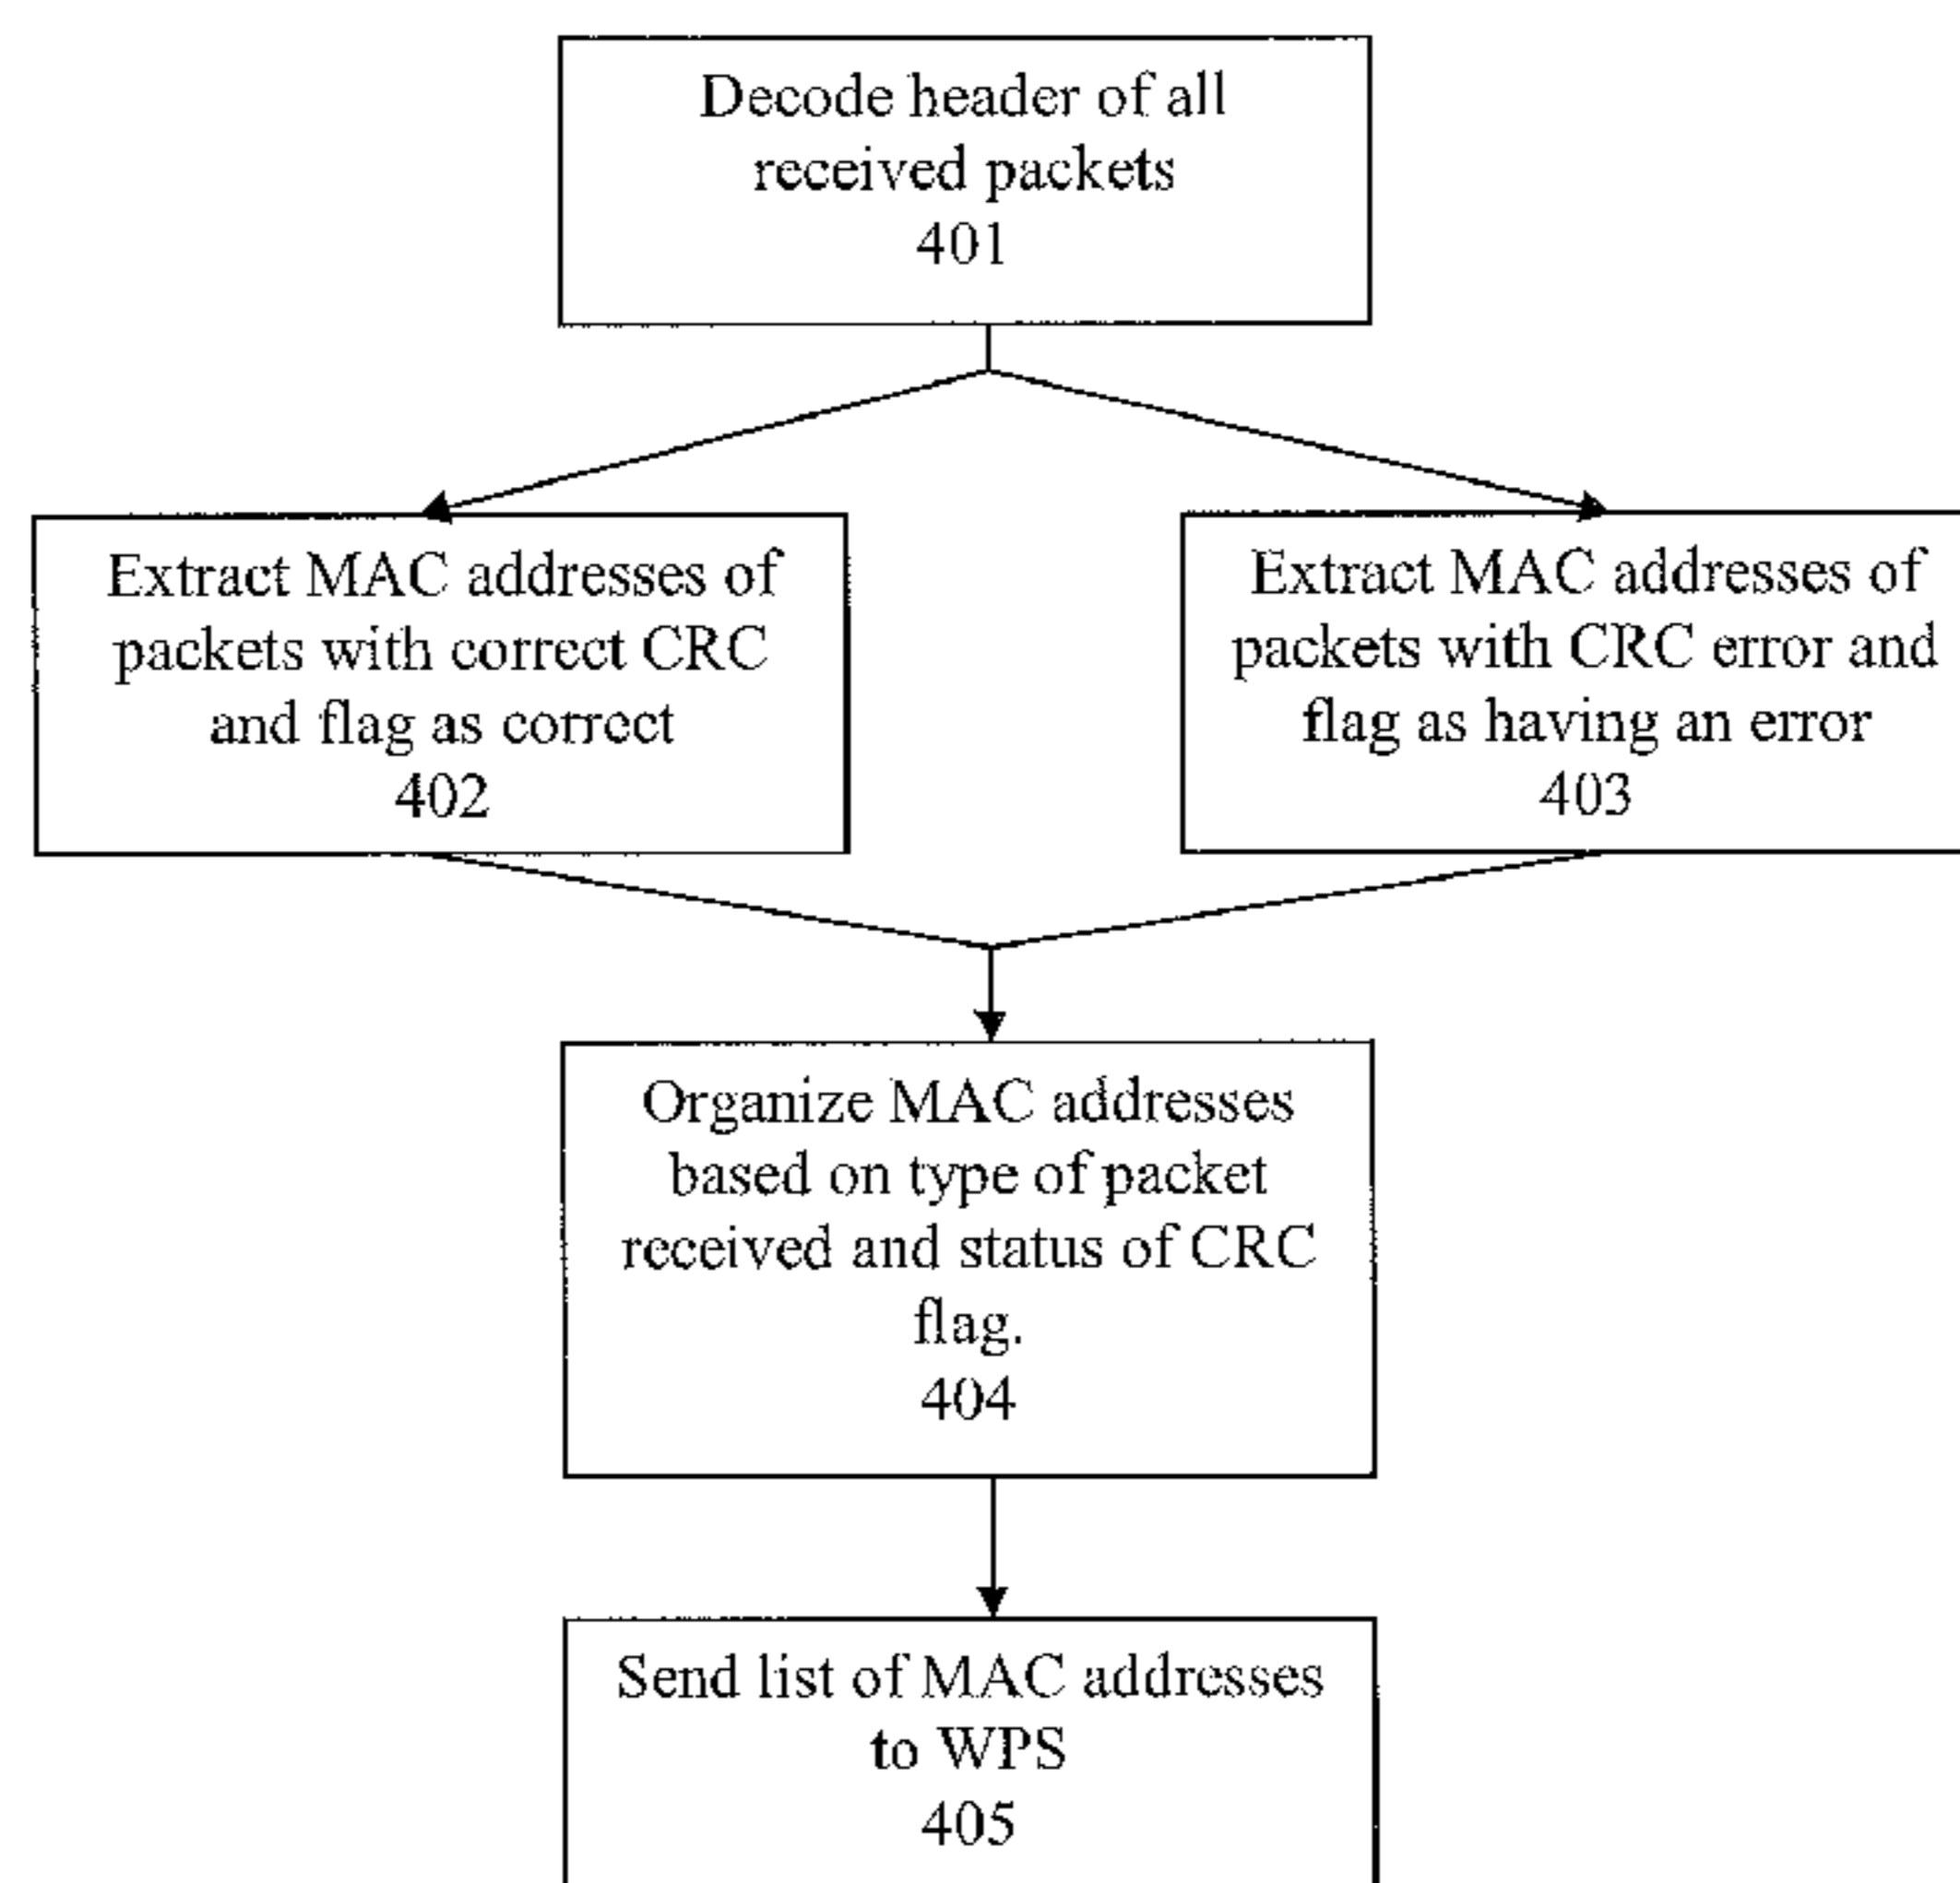 Decode header of all
received packets
401
Extract MAC addresses of
packets with correct CRC
and flag as correct
402
Extract MAC addresses of
packets with CRC error and
flag as having an error
403
Organize MAC addresses
based on type of packet
received and status of CRC
flag.
404
Send list of MAC addresses
to WPS
405